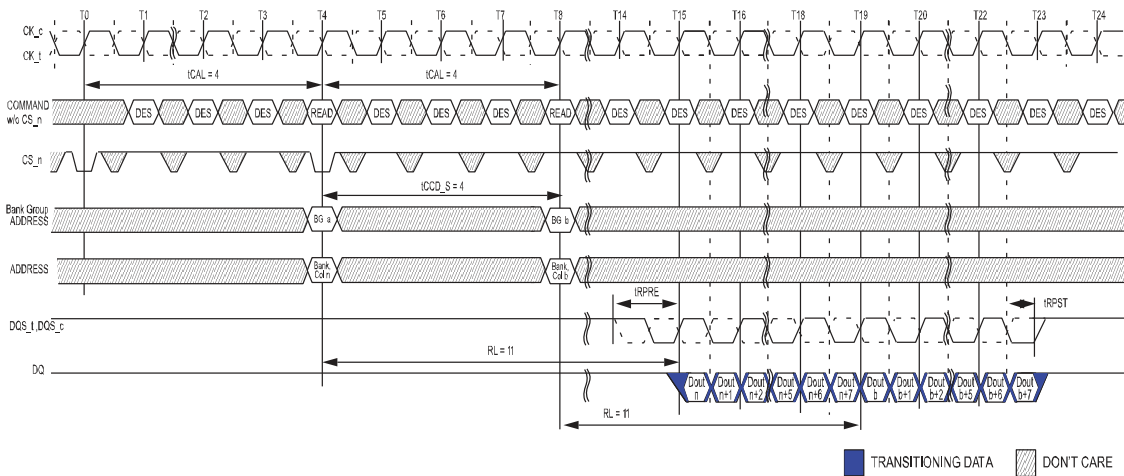 T0 T1 T2 T3 T4 T5 T6 T7 T8 T14 T15 T16 T18 T19 T20 T22 T23 T24
CK_c
CK_t
tCAL = 4 tCAL = 4
COMMAND
w/o CS_n
DES DES DES READ DES DES DES READ DES DES DES DES DES DES DES DES DES
CS_n
tCCD_S = 4
Bank Group
ADDRESS
BG a BG b
ADDRESS
Bank, Bank,
Col n Col b
tRPRE tRPST
DQS_t ,DQS_c
RL = 11
DQ
Dout Dout Dout Dout Dout Dout Dout Dout Dout Dout Dout Dout
n n+1 n+2 n+5 n+6 n+7 b b+1 b+2 b+5 b+6 b+7
RL = 11
TRANSITIONING DATA DON'T CARE